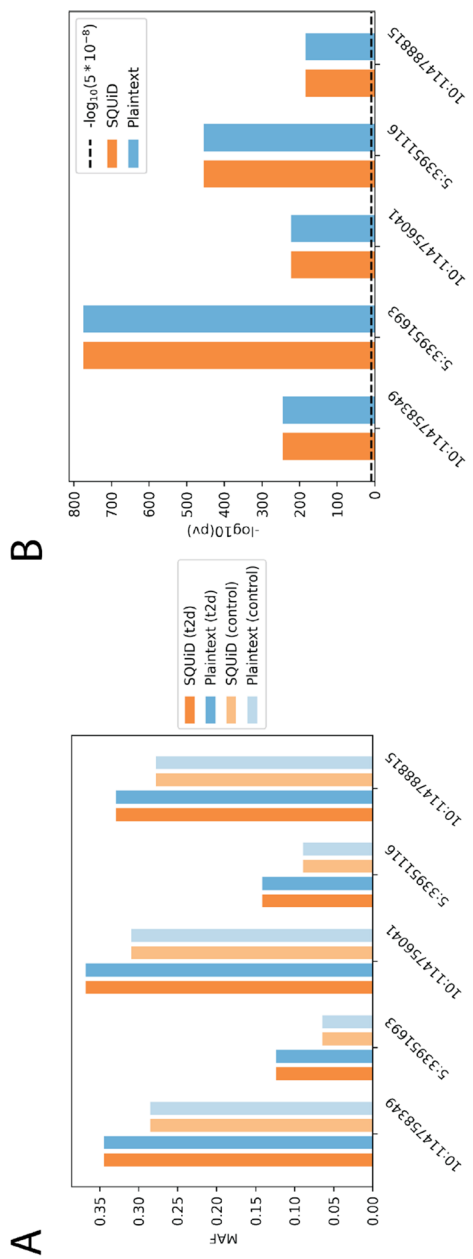 A
MAF
0.35
0.30
0.25
0.20
0.15
0.10
0.05
0.00
10:114758349
5:33951693
10:114756041
5:33951116
10:114788815
SQUiD (t2d)
Plaintext (t2d)
SQUiD (control)
Plaintext (control)
B
-log10(pv)
800
700
600
500
400
300
200
100
0
10:114758349
5:33951693
10:114756041
5:33951116
10:114788815
-log₁₀(5 * 10⁻⁸)
SQUiD
Plaintext